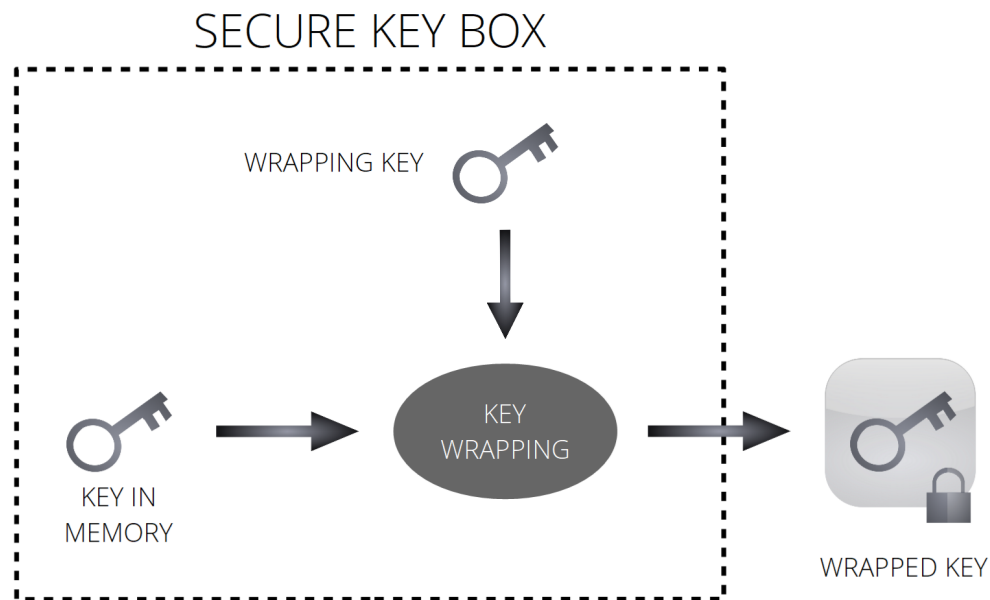 SECURE KEY BOX
WRAPPING KEY
KEY
WRAPPING
KEY IN
MEMORY
WRAPPED KEY